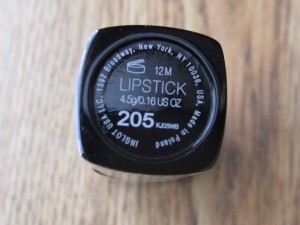 12M
LIPSTICK
4.5g/0.16 US OZ
205 KJ05WB
INGLOT USA LLC, 1592 Broadway, New York, NY 10036, USA. Made in Poland